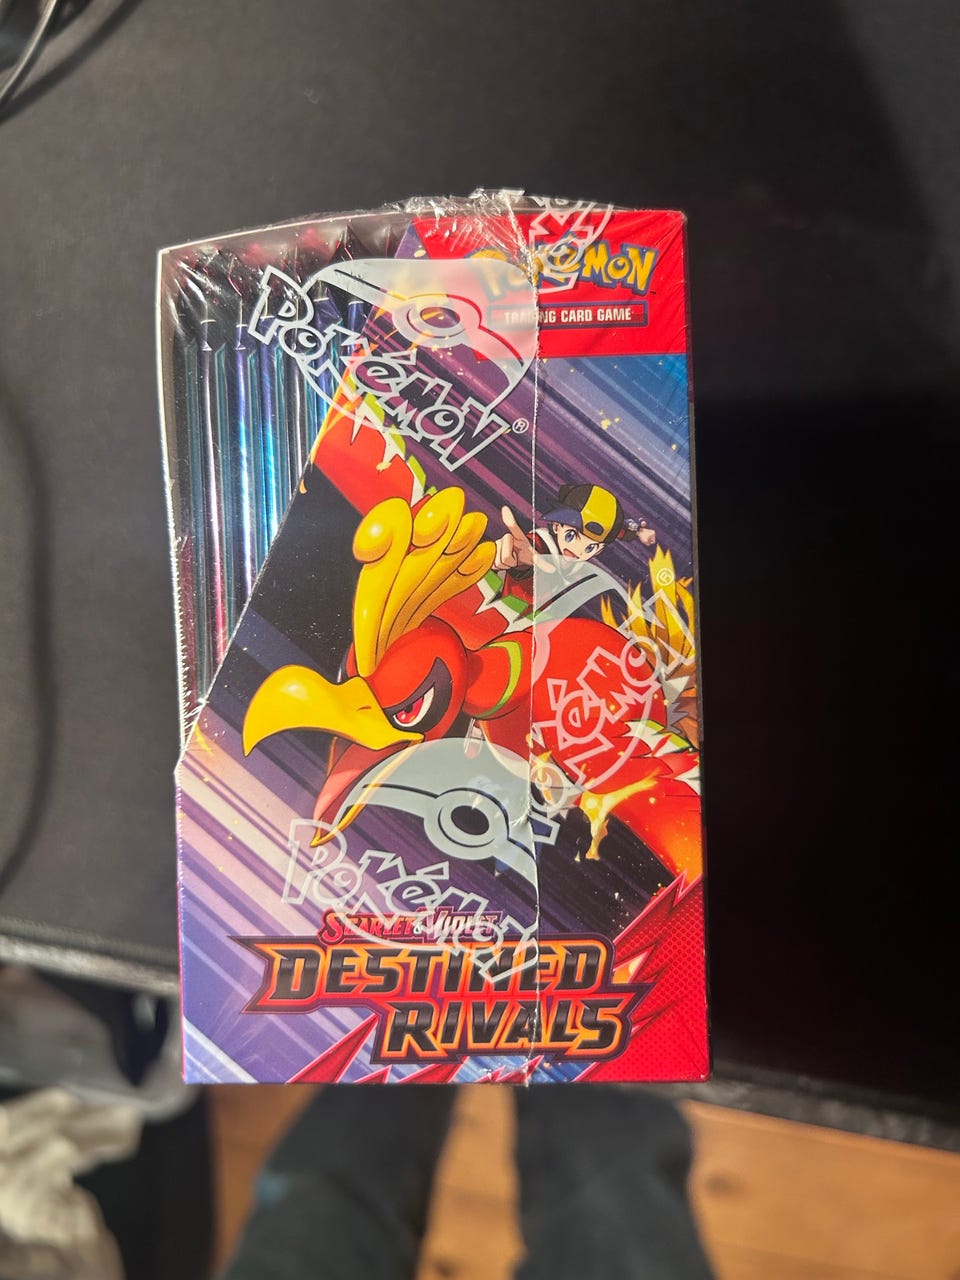 POKéMON
TRADING CARD GAME
POKéMON®
POKéMON®
POKéMON
SCARLET & VIOLET
DESTINED
RIVALS